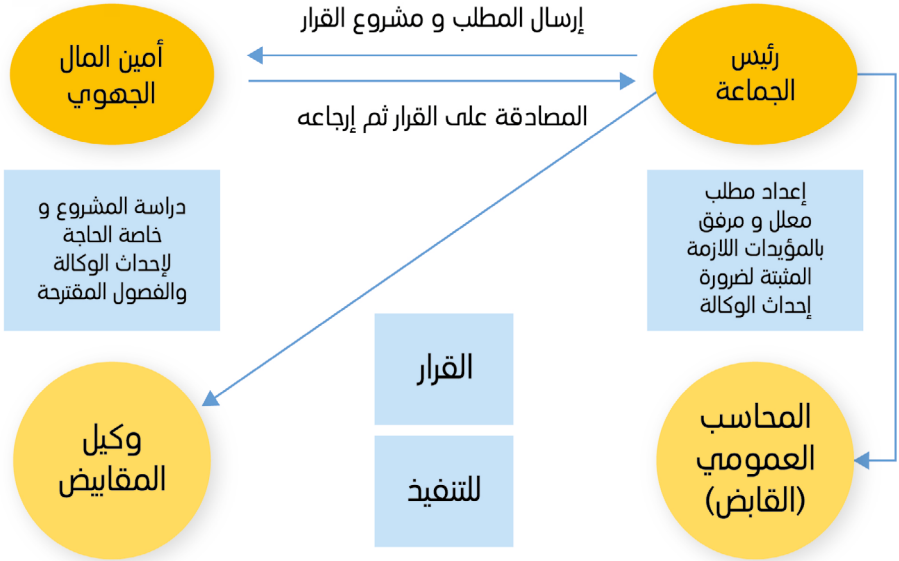 إرسال المطلب و مشروع القرار
رئيس
الجماعة
أمين المال
الجهوي
المصادقة على القرار ثم إرجاعه
إعداد مطلب
معلل و مرفق
بالمؤيدات اللازمة
المثبتة لضرورة
إحداث الوكالة
دراسة المشروع و
خاصة الحاجة
لإحداث الوكالة
والفصول المقترحة
القرار
للتنفيذ
المحاسب
العمومي
(القابض)
وكيل
المقابيض